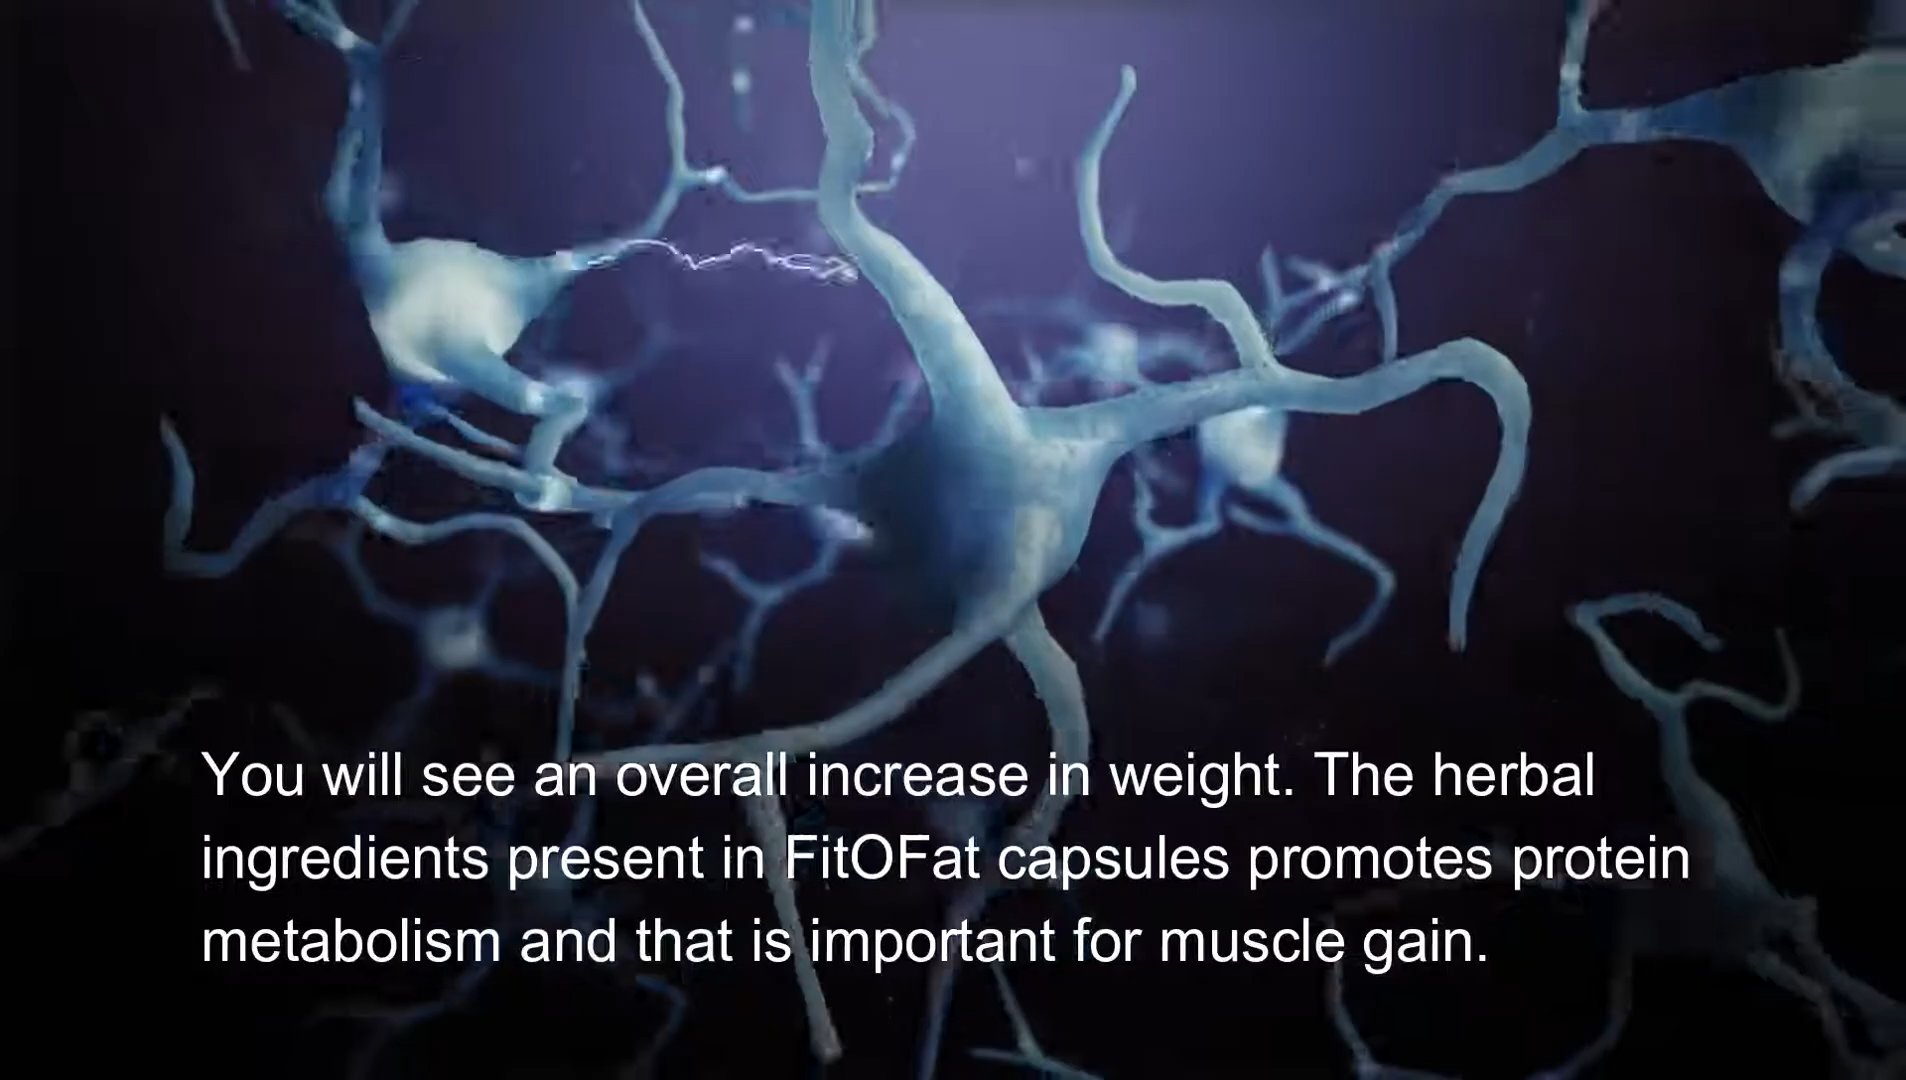 You will see an overall increase in weight. The herbal
ingredients present in FitOFat capsules promotes protein
metabolism and that is important for muscle gain.